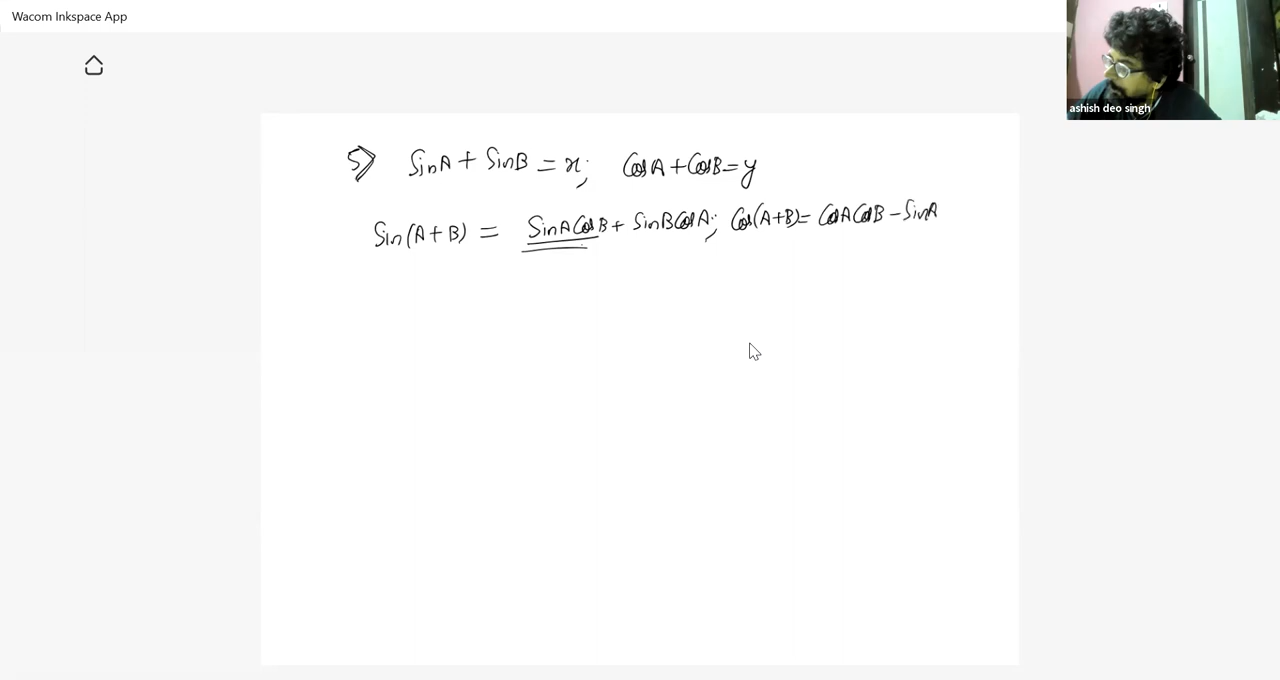 Wacom Inkspace App
ashish deo singh
5) SinA + SinB = x; CosA + CosB = y
Sin(A+B) = SinACosB + SinBCosA; Cos(A+B) = CosACosB - SinA